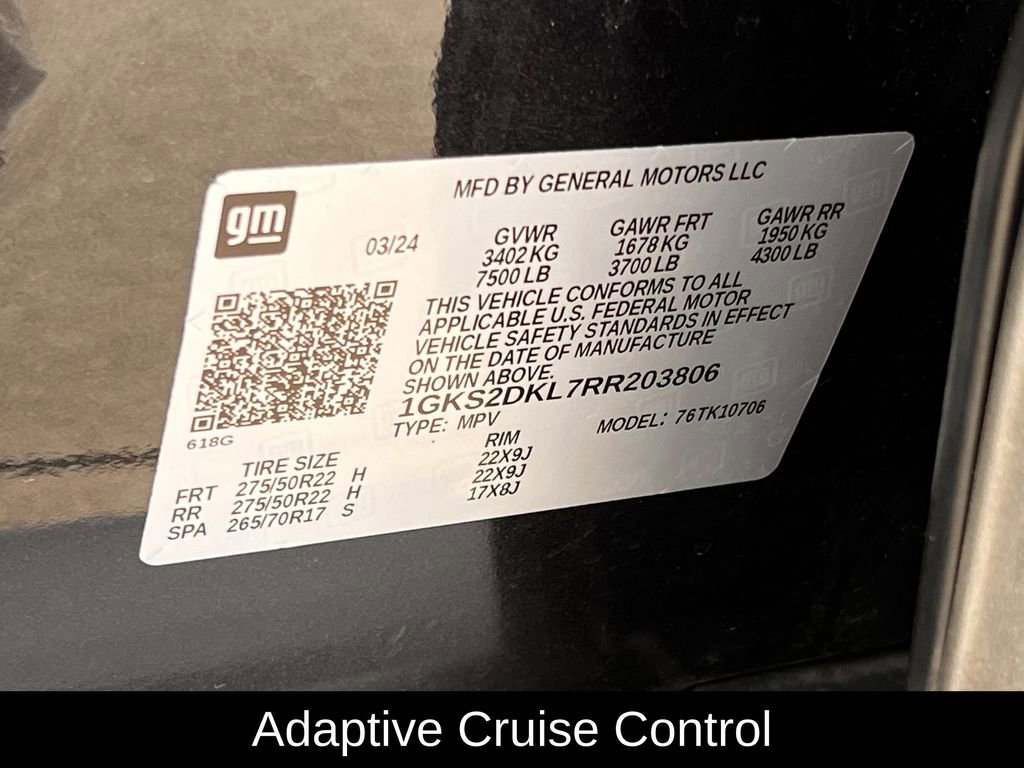 gm
MFD BY GENERAL MOTORS LLC
03/24
GVWR
3402 KG
7500 LB
GAWR FRT
1678 KG
3700 LB
GAWR RR
1950 KG
4300 LB
THIS VEHICLE CONFORMS TO ALL
APPLICABLE U.S. FEDERAL MOTOR
VEHICLE SAFETY STANDARDS IN EFFECT
ON THE DATE OF MANUFACTURE
SHOWN ABOVE.
1GKS2DKL7RR203806
TYPE: MPV
MODEL: 76TK10706
618G
TIRE SIZE RIM
FRT 275/50R22 H 22X9J
RR 275/50R22 H 22X9J
SPA 265/70R17 S 17X8J
Adaptive Cruise Control